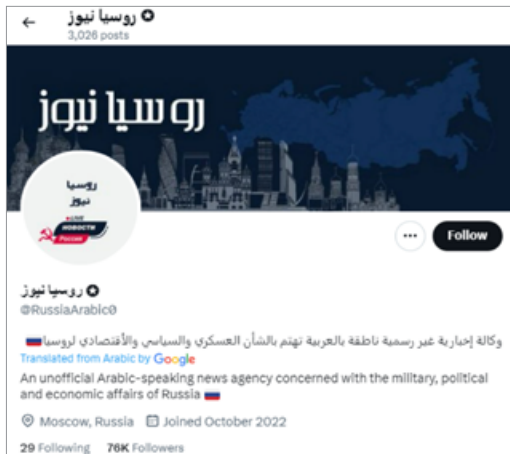 روسيا نيوز
3,026 posts
روسيا نيوز
روسيا
نيوز
LIVE
НОВОСТИ
России
Follow
روسيا نيوز
@RussiaArabic0
وكالة إخبارية غير رسمية ناطقة بالعربية تهتم بالشأن العسكري والسياسي والأقتصادي لروسيا
Translated from Arabic by Google
An unofficial Arabic-speaking news agency concerned with the military, political
and economic affairs of Russia
Moscow, Russia Joined October 2022
29 Following 76K Followers